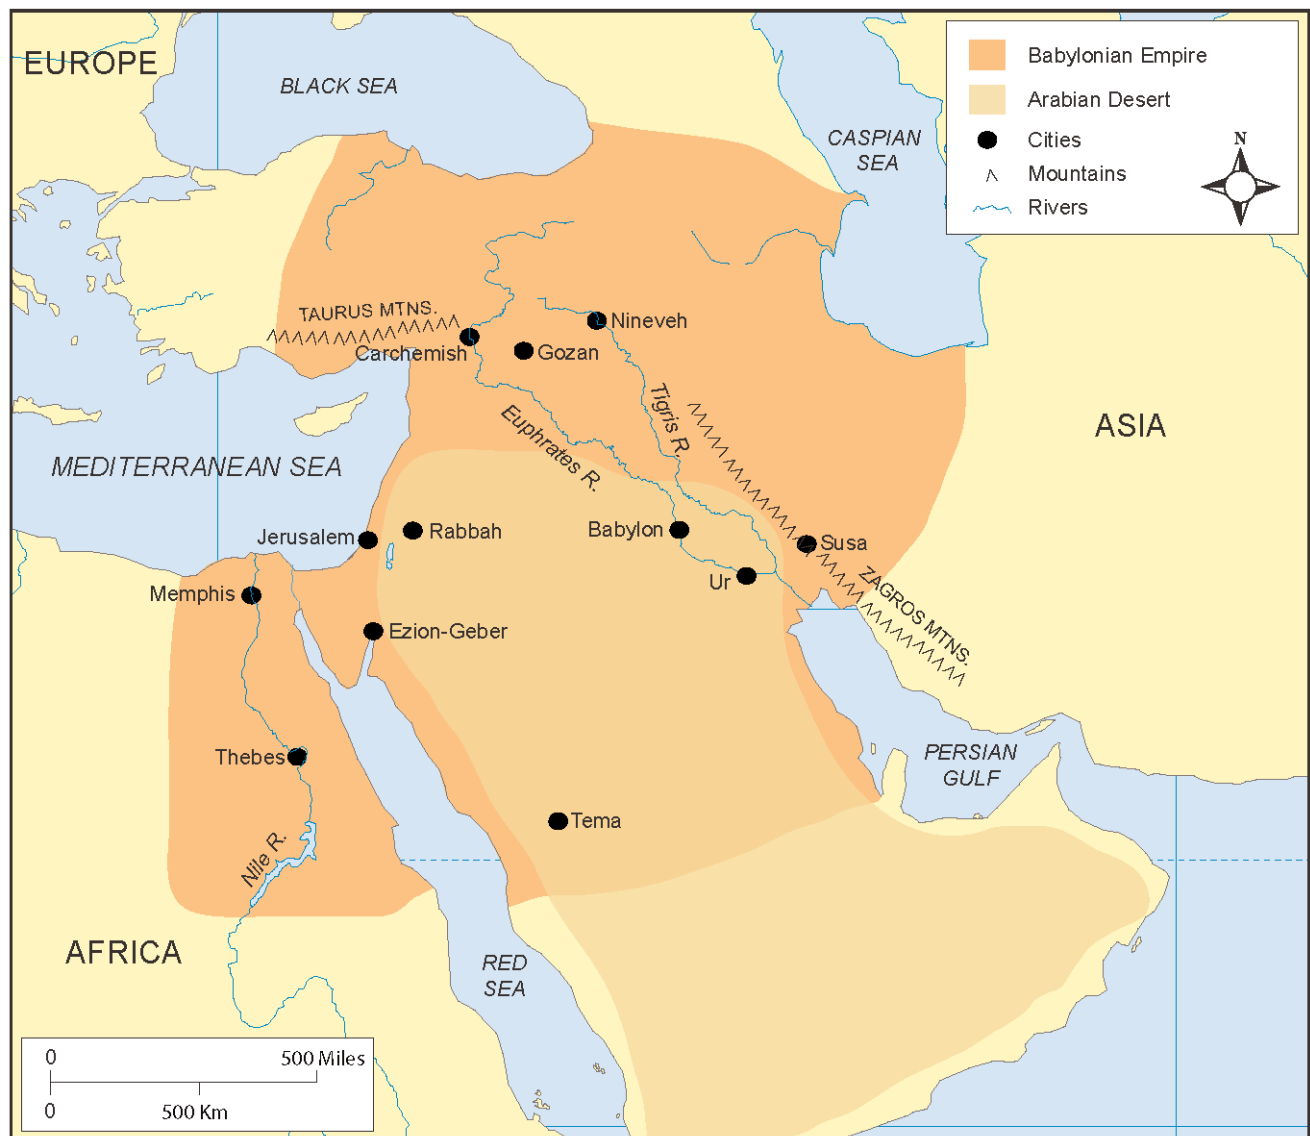 EUROPE
BLACK SEA
CASPIAN
SEA
Babylonian Empire
Arabian Desert
Cities
Mountains
Rivers
N
TAURUS MTNS.
Carchemish
Gozan
Nineveh
Tigris R.
Euphrates R.
ASIA
MEDITERRANEAN SEA
Jerusalem
Rabbah
Babylon
Susa
Ur
ZAGROS MTNS.
Memphis
Ezion-Geber
Thebes
PERSIAN
GULF
Tema
Nile R.
AFRICA
RED
SEA
0 500 Miles
0 500 Km